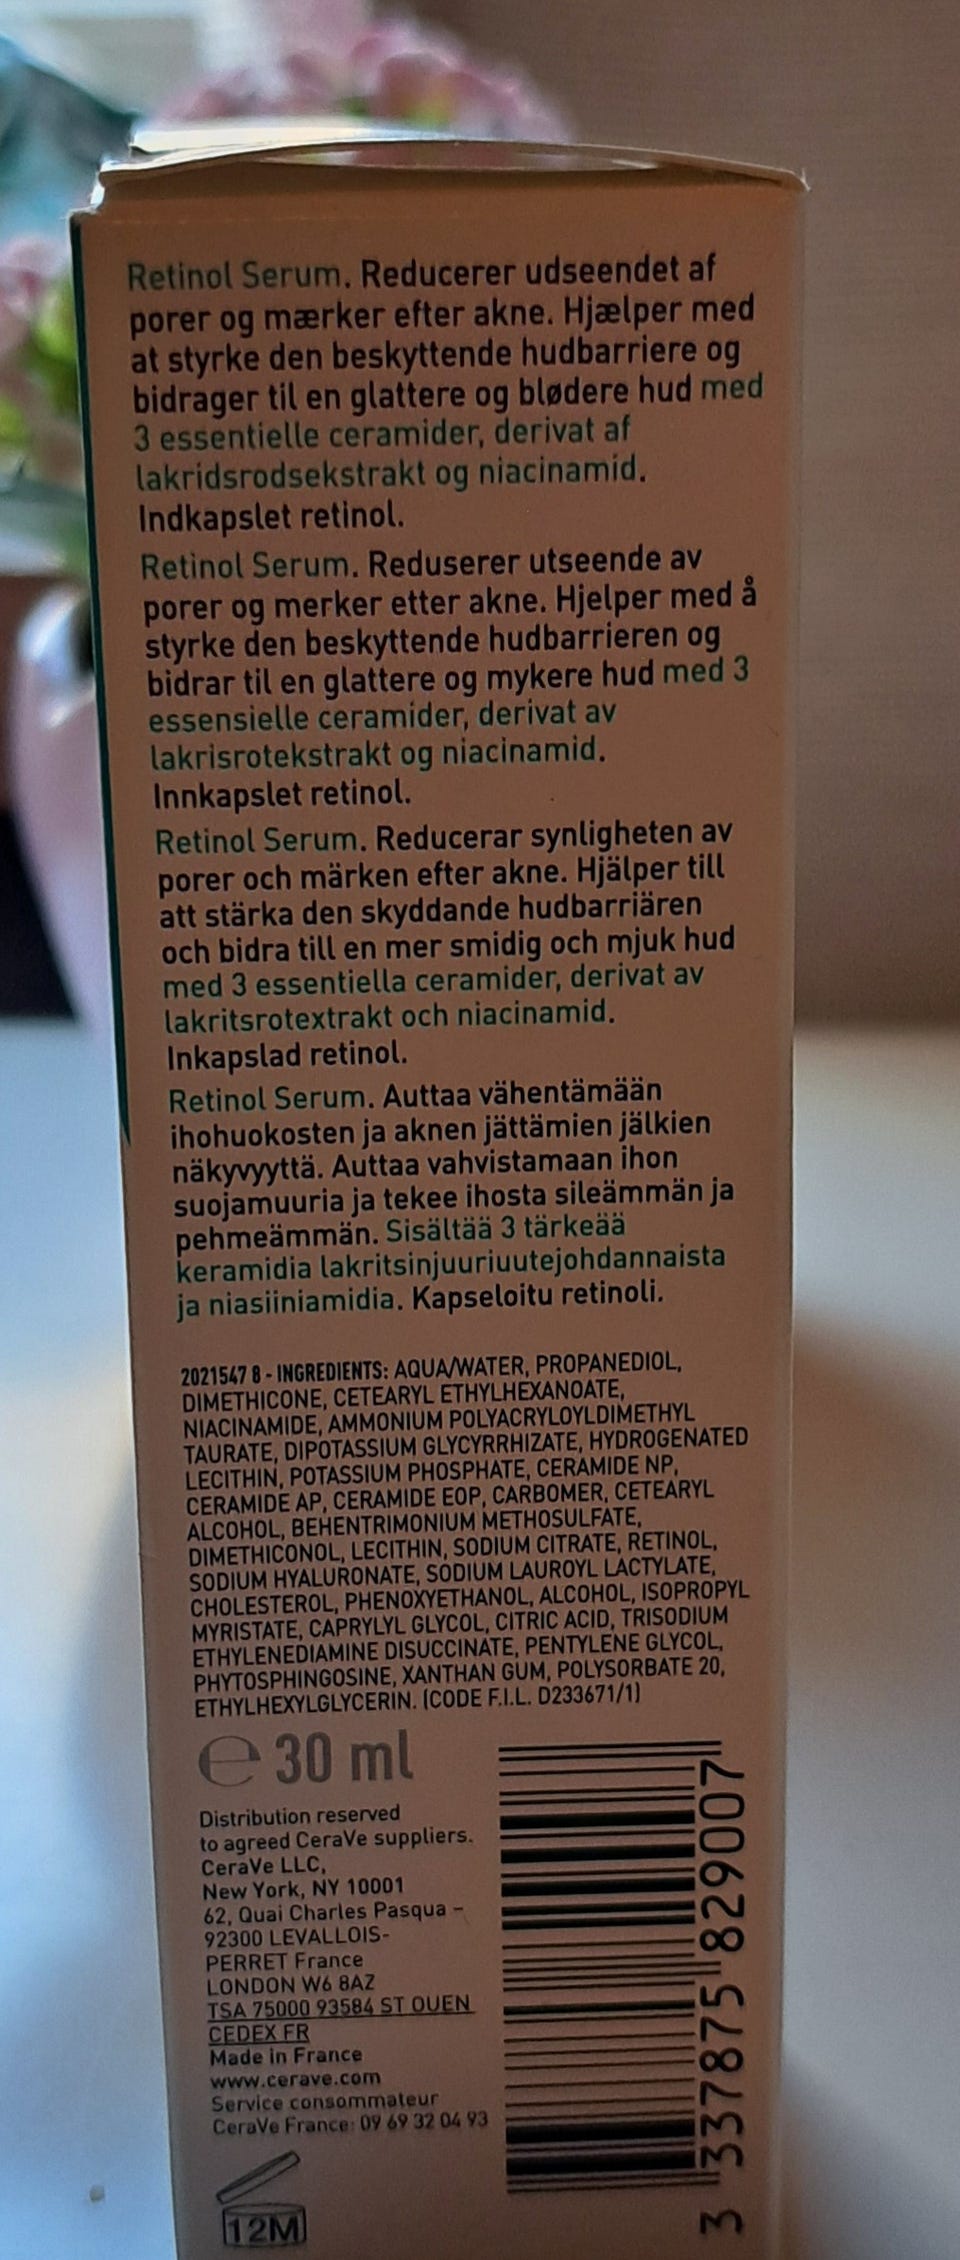 Retinol Serum. Reducerer udseendet af
porer og mærker efter akne. Hjælper med
at styrke den beskyttende hudbarriere og
bidrager til en glattere og blødere hud med
3 essentielle ceramider, derivat af
lakridsrodsekstrakt og niacinamid.
Indkapslet retinol.
Retinol Serum. Reduserer utseende av
porer og merker etter akne. Hjelper med å
styrke den beskyttende hudbarrieren og
bidrar til en glattere og mykere hud med 3
essensielle ceramider, derivat av
lakrisrotekstrakt og niacinamid.
Innkapslet retinol.
Retinol Serum. Reducerar synligheten av
porer och märken efter akne. Hjälper till
att stärka den skyddande hudbarriären
och bidra till en mer smidig och mjuk hud
med 3 essentiella ceramider, derivat av
lakritsrotextrakt och niacinamid.
Inkapslad retinol.
Retinol Serum. Auttaa vähentämään
ihohuokosten ja aknen jättämien jälkien
näkyvyyttä. Auttaa vahvistamaan ihon
suojamuuria ja tekee ihosta sileämmän ja
pehmeämmän. Sisältää 3 tärkeää
keramidia lakritsinjuuriuutejohdannaista
ja niasiiniamidia. Kapseloitu retinoli.
2021547 8 - INGREDIENTS: AQUA/WATER, PROPANEDIOL,
DIMETHICONE, CETEARYL ETHYLHEXANOATE,
NIACINAMIDE, AMMONIUM POLYACRYLOYLDIMETHYL
TAURATE, DIPOTASSIUM GLYCYRRHIZATE, HYDROGENATED
LECITHIN, POTASSIUM PHOSPHATE, CERAMIDE NP,
CERAMIDE AP, CERAMIDE EOP, CARBOMER, CETEARYL
ALCOHOL, BEHENTRIMONIUM METHOSULFATE,
DIMETHICONOL, LECITHIN, SODIUM CITRATE, RETINOL,
SODIUM HYALURONATE, SODIUM LAUROYL LACTYLATE,
CHOLESTEROL, PHENOXYETHANOL, ALCOHOL, ISOPROPYL
MYRISTATE, CAPRYLYL GLYCOL, CITRIC ACID, TRISODIUM
ETHYLENEDIAMINE DISUCCINATE, PENTYLENE GLYCOL,
PHYTOSPHINGOSINE, XANTHAN GUM, POLYSORBATE 20,
ETHYLHEXYLGLYCERIN. (CODE F.I.L. D233671/1)
℮ 30 ml
Distribution reserved
to agreed CeraVe suppliers.
CeraVe LLC,
New York, NY 10001
62, Quai Charles Pasqua -
92300 LEVALLOIS-
PERRET France
LONDON W6 8AZ
TSA 75000 93584 ST OUEN
CEDEX FR
Made in France
www.cerave.com
Service consommateur
CeraVe France: 09 69 32 04 93
12M
3 337875 829007